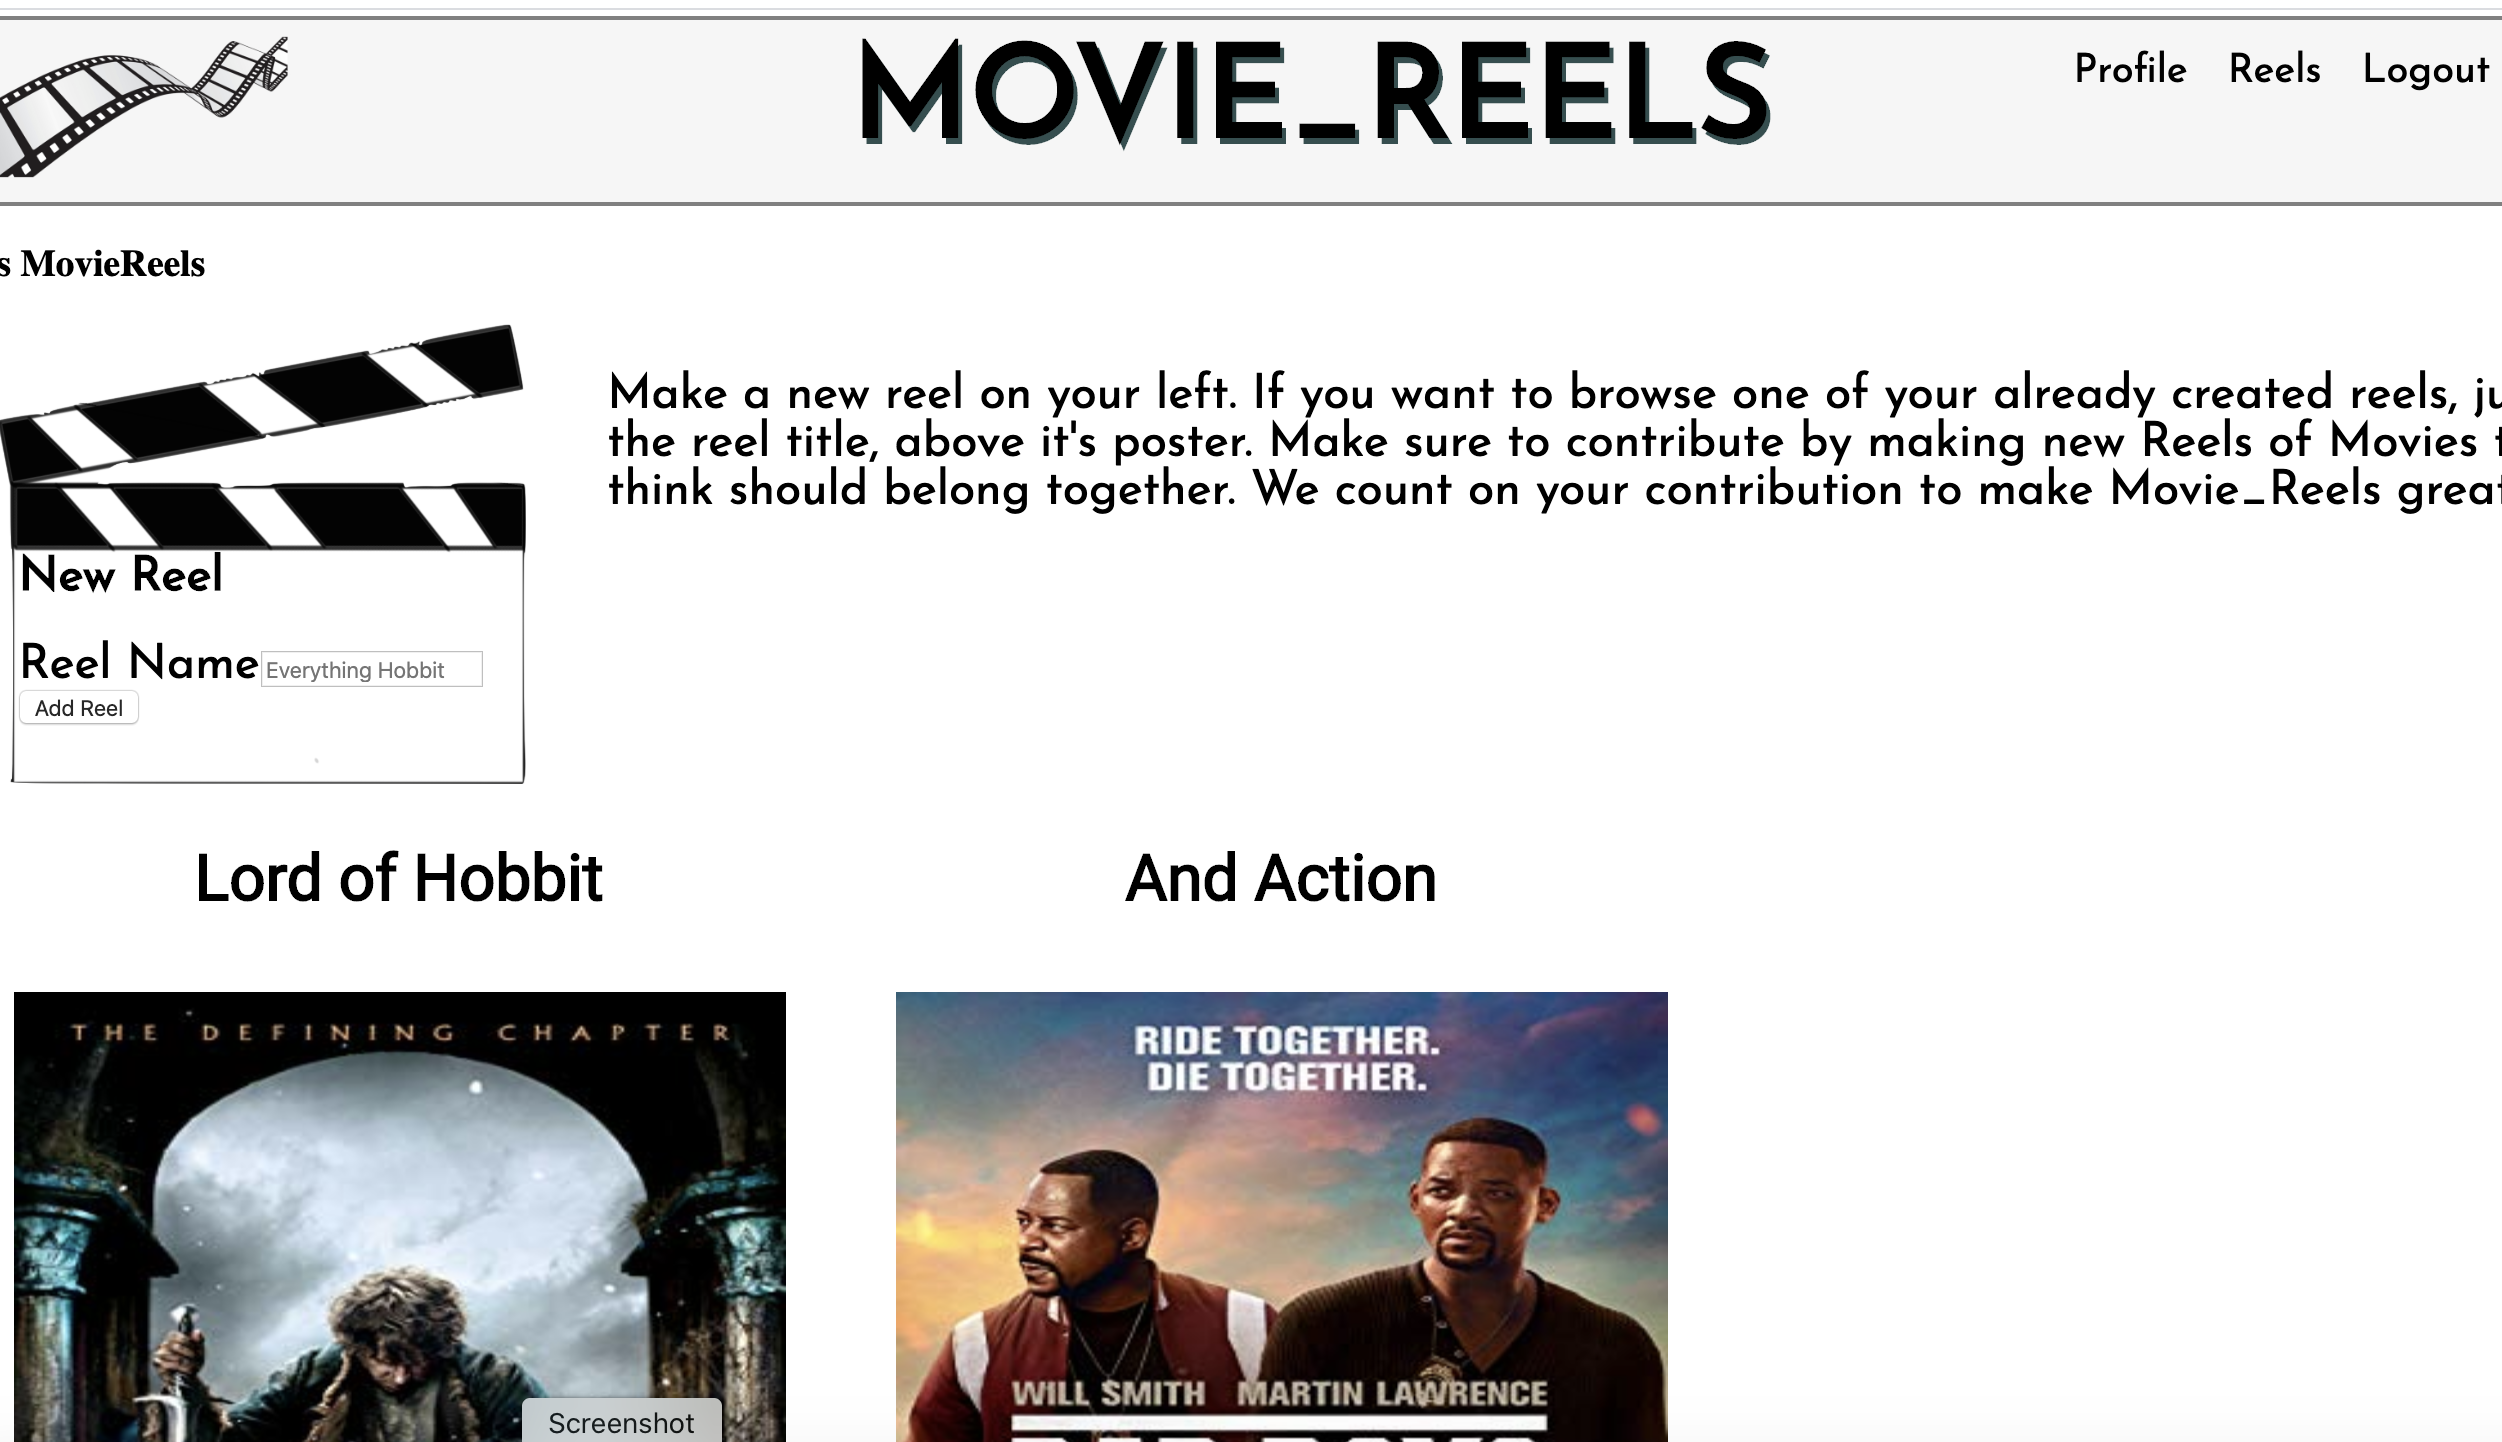 MOVIE_REELS
Profile Reels Logout
s MovieReels
Make a new reel on your left. If you want to browse one of your already created reels,
the reel title, above it's poster. Make sure to contribute by making new Reels of Movies
think should belong together. We count on your contribution to make Movie_Reels great
New Reel
Reel Name Everything Hobbit
Add Reel
Lord of Hobbit
And Action
THE DEFINING CHAPTER
RIDE TOGETHER.
DIE TOGETHER.
WILL SMITH MARTIN LAWRENCE
Screenshot